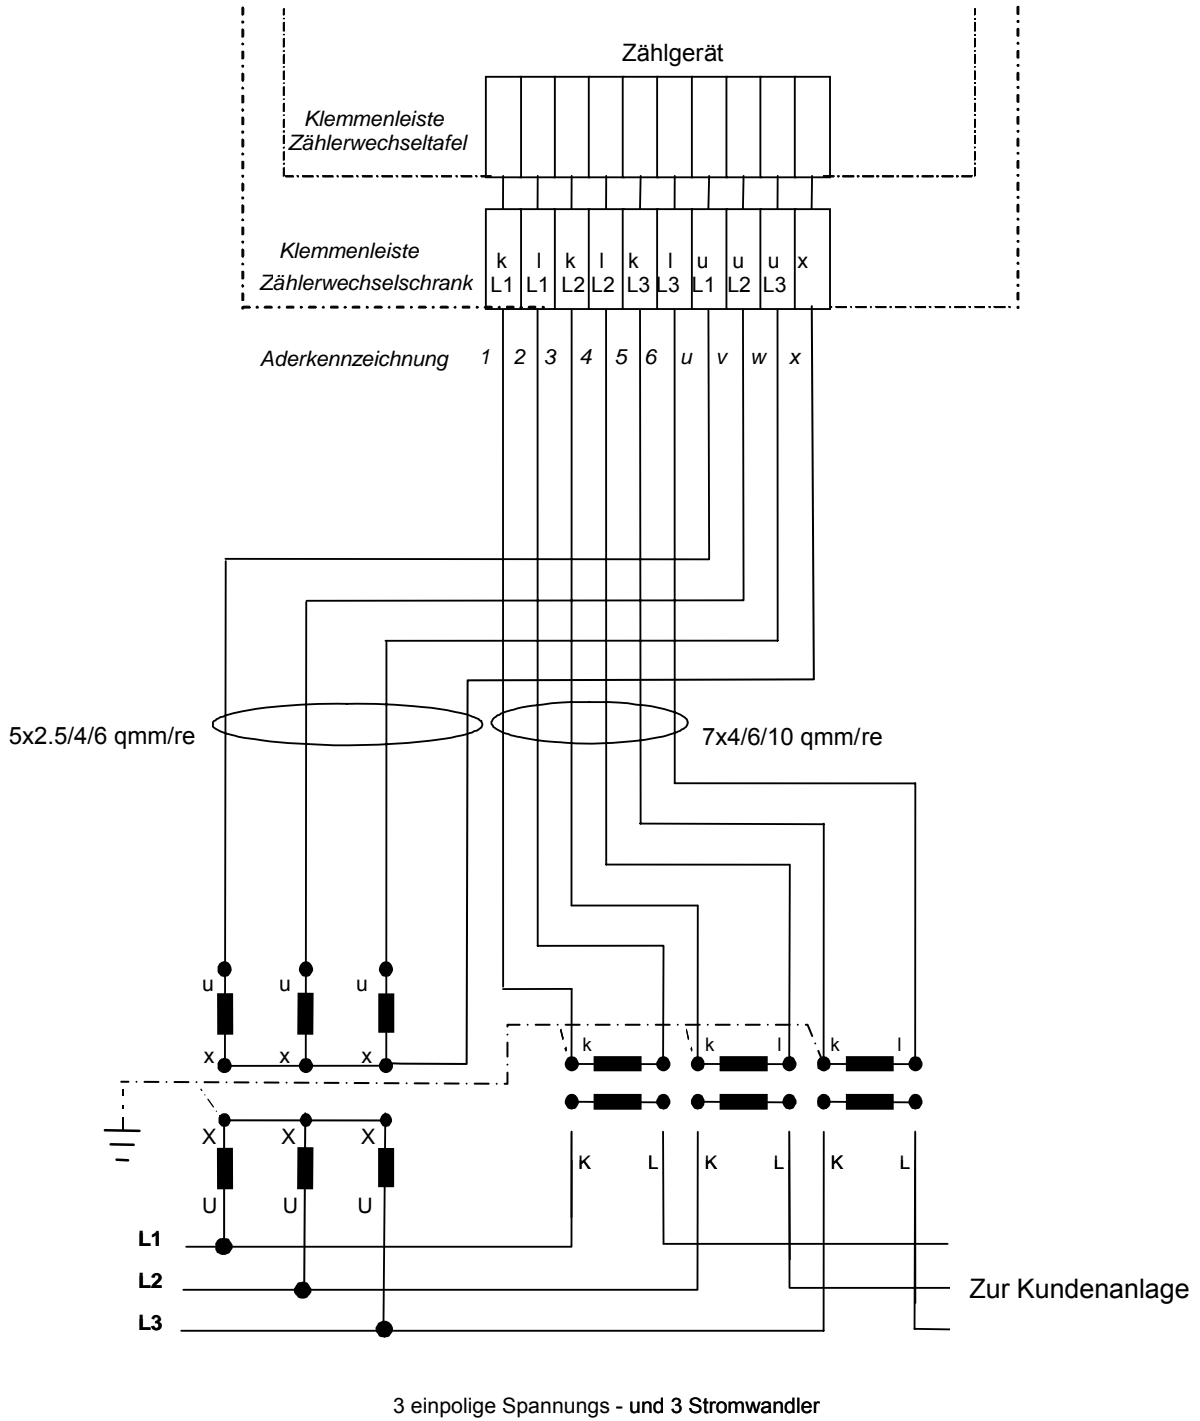 Zählgerät
Klemmenleiste
Zählerwechseltafel
Klemmenleiste
Zählerwechselschrank
k l k l k l u u u x
L1 L1 L2 L2 L3 L3 L1 L2 L3
Aderkennzeichnung 1 2 3 4 5 6 u v w x
5x2.5/4/6 qmm/re
7x4/6/10 qmm/re
u u u
k k l k l
x x x
X X X
K L K L K L
U U U
L1
L2
Zur Kundenanlage
L3
3 einpolige Spannungs - und 3 Stromwandler